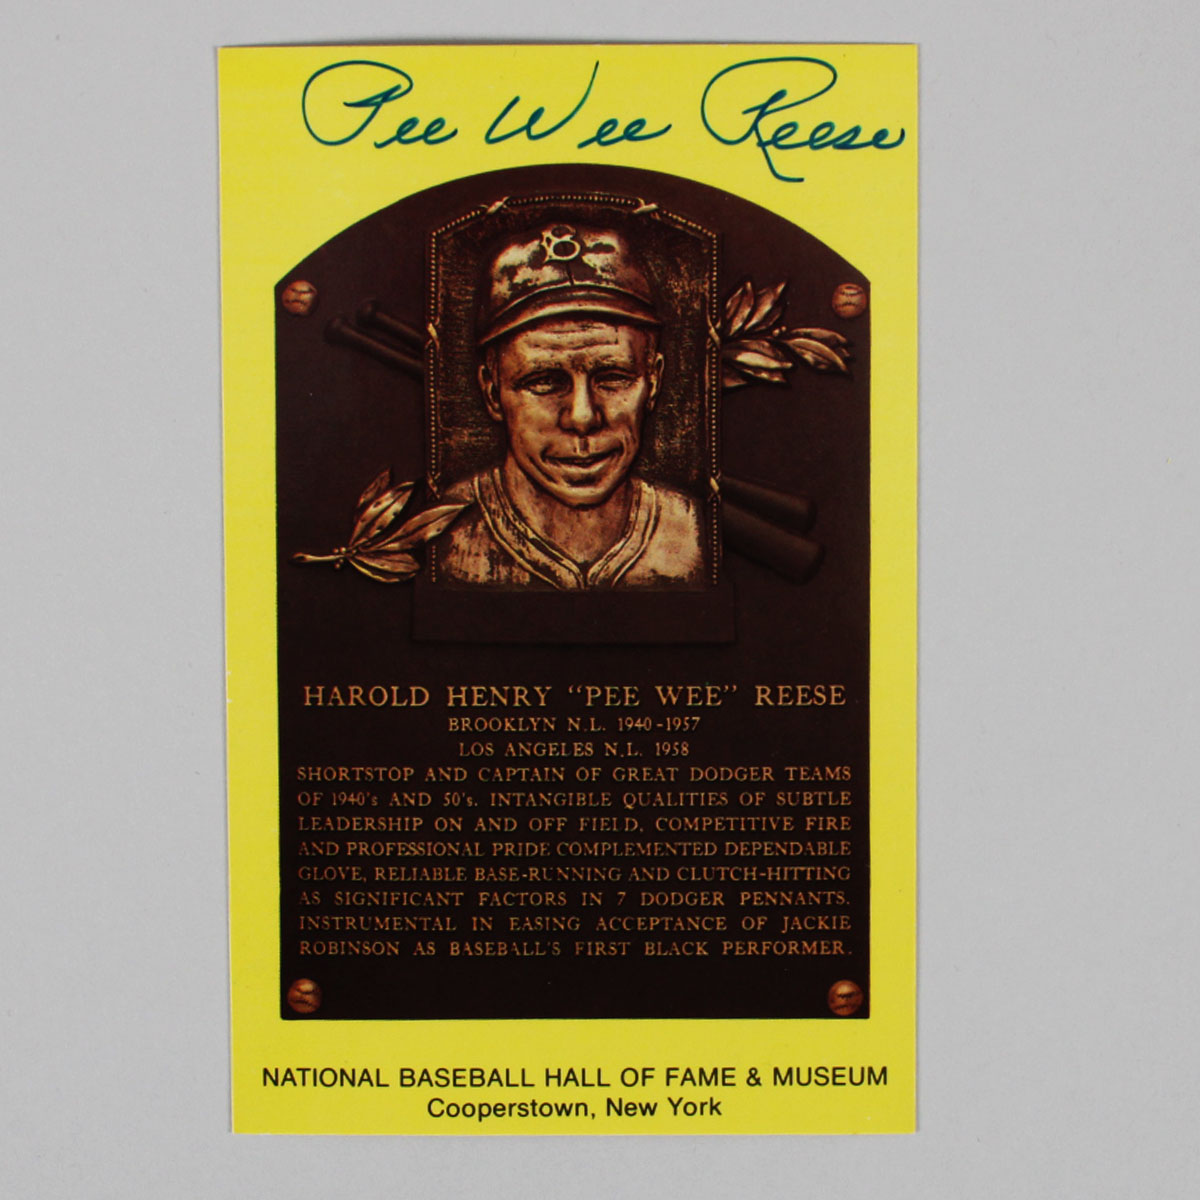 Pee Wee Reese
B
HAROLD HENRY "PEE WEE" REESE
BROOKLYN N.L. 1940-1957
LOS ANGELES N.L. 1958
SHORTSTOP AND CAPTAIN OF GREAT DODGER TEAMS
OF 1940's AND 50's. INTANGIBLE QUALITIES OF SUBTLE
LEADERSHIP ON AND OFF FIELD, COMPETITIVE FIRE
AND PROFESSIONAL PRIDE COMPLEMENTED DEPENDABLE
GLOVE, RELIABLE BASE-RUNNING AND CLUTCH-HITTING
AS SIGNIFICANT FACTORS IN 7 DODGER PENNANTS.
INSTRUMENTAL IN EASING ACCEPTANCE OF JACKIE
ROBINSON AS BASEBALL'S FIRST BLACK PERFORMER.
NATIONAL BASEBALL HALL OF FAME & MUSEUM
Cooperstown, New York